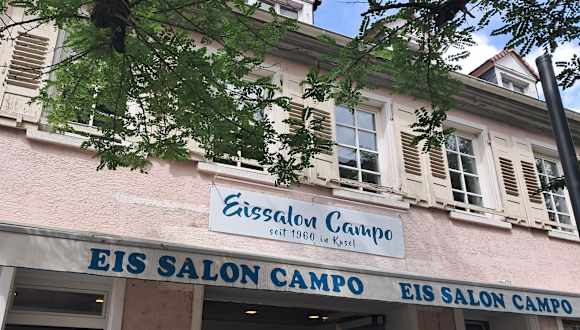 Eissalon Campo
seit 1960 in Kusel
EIS SALON CAMPO
EIS SALON CAMPO